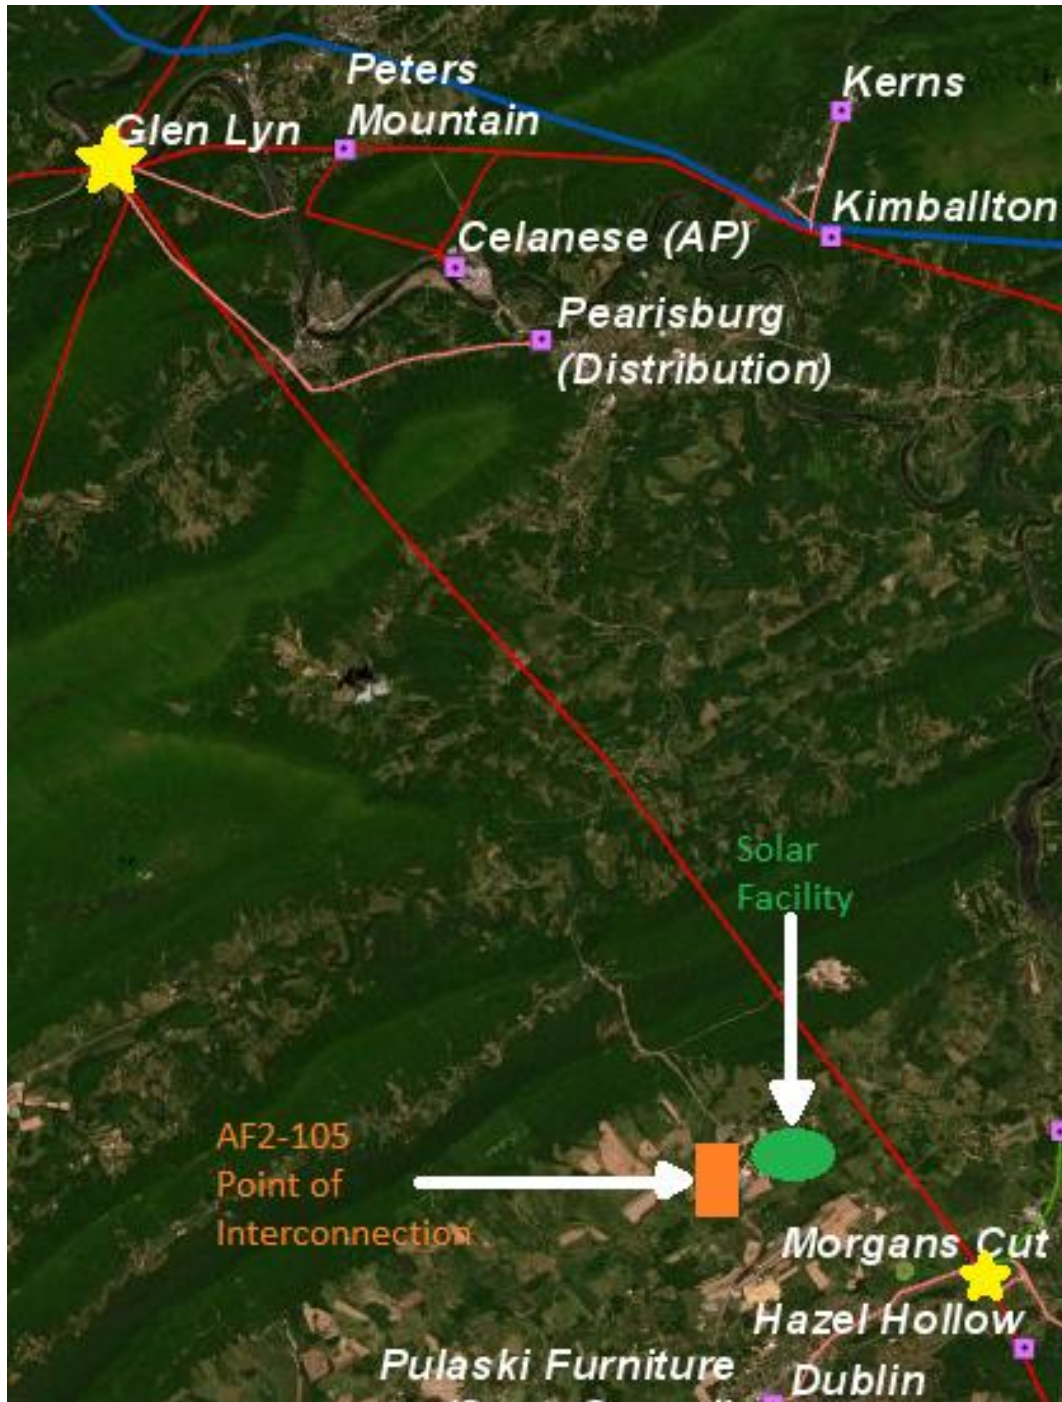 Peters
Mountain
Kerns
Glen Lyn
Kimballton
Celanese (AP)
Pearisburg
(Distribution)
Solar
Facility
AF2-105
Point of
Interconnection
Morgans Cut
Hazel Hollow
Pulaski Furniture
Dublin